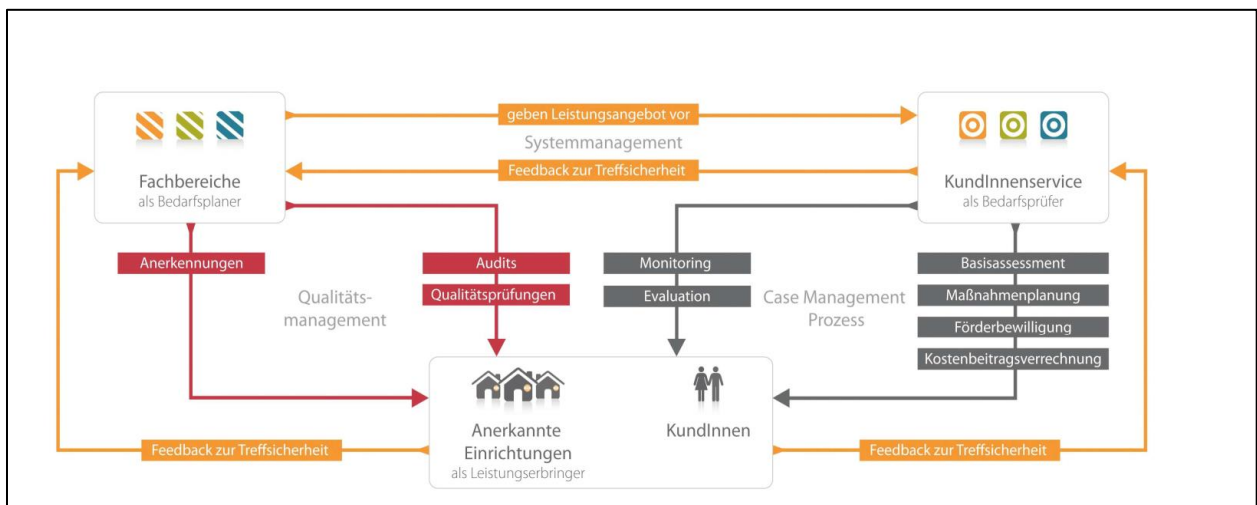 geben Leistungsangebot vor
Systemmanagement
Feedback zur Treffsicherheit
Fachbereiche
als Bedarfsplaner
KundInnenservice
als Bedarfsprüfer
Anerkennungen
Audits
Qualitätsprüfungen
Qualitäts-
management
Monitoring
Evaluation
Case Management
Prozess
Basisassessment
Maßnahmenplanung
Förderbewilligung
Kostenbeitragsverrechnung
Anerkannte
Einrichtungen
als Leistungserbringer
KundInnen
Feedback zur Treffsicherheit
Feedback zur Treffsicherheit